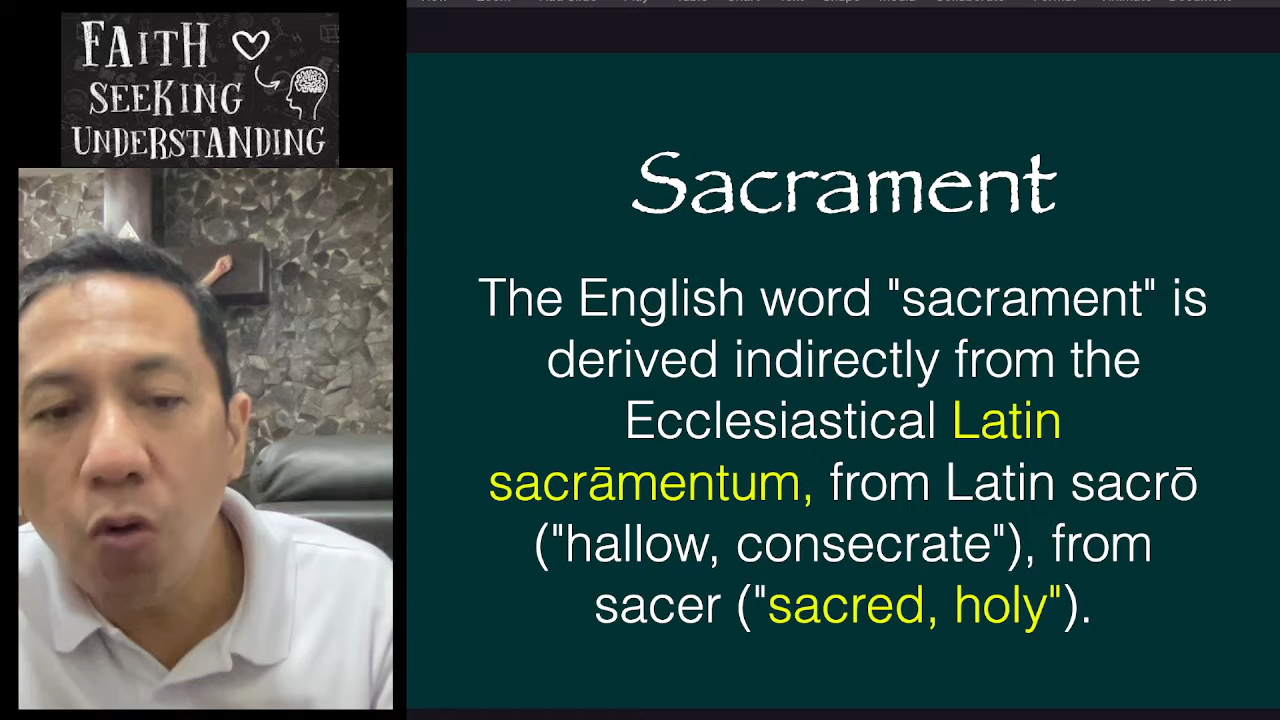 FAITH
SEEKING
UNDERSTANDING
Sacrament
The English word "sacrament" is
derived indirectly from the
Ecclesiastical Latin
sacrāmentum, from Latin sacrō
("hallow, consecrate"), from
sacer ("sacred, holy").